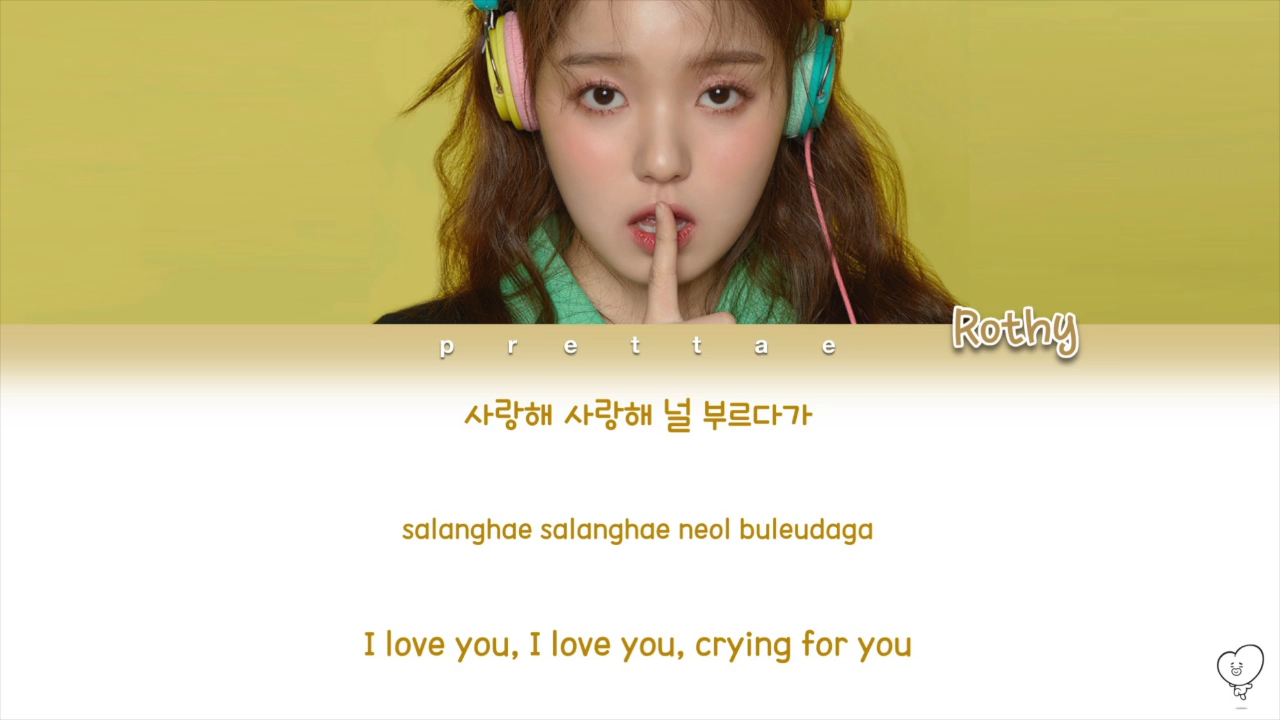 Rothy
p r e t t a e
사랑해 사랑해 널 부르다가
salanghae salanghae neol buleudaga
I love you, I love you, crying for you